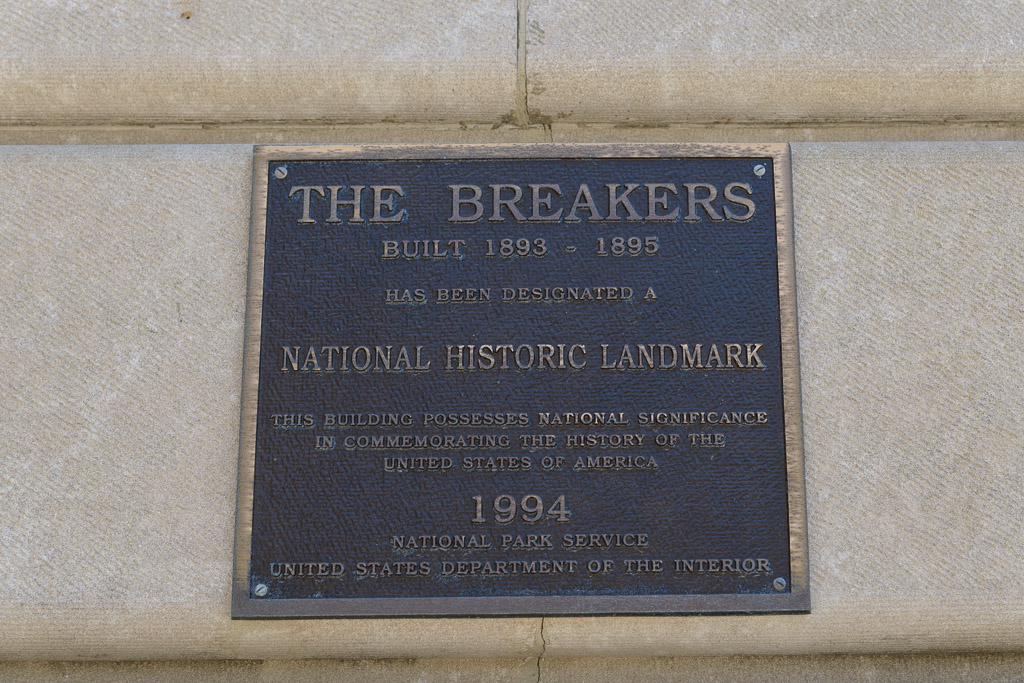 THE BREAKERS
BUILT 1893 - 1895
HAS BEEN DESIGNATED A
NATIONAL HISTORIC LANDMARK
THIS BUILDING POSSESSES NATIONAL SIGNIFICANCE
IN COMMEMORATING THE HISTORY OF THE
UNITED STATES OF AMERICA
1994
NATIONAL PARK SERVICE
UNITED STATES DEPARTMENT OF THE INTERIOR